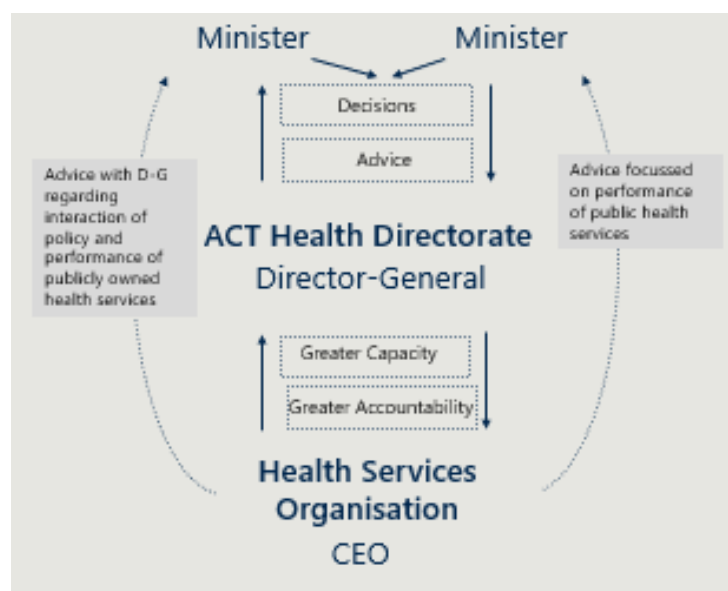 Minister Minister
Decisions
Advice
Advice with D-G
regarding
interaction of
policy and
performance of
publicly owned
health services
Advice focussed
on performance
of public health
services
ACT Health Directorate
Director-General
Greater Capacity
Greater Accountability
Health Services
Organisation
CEO